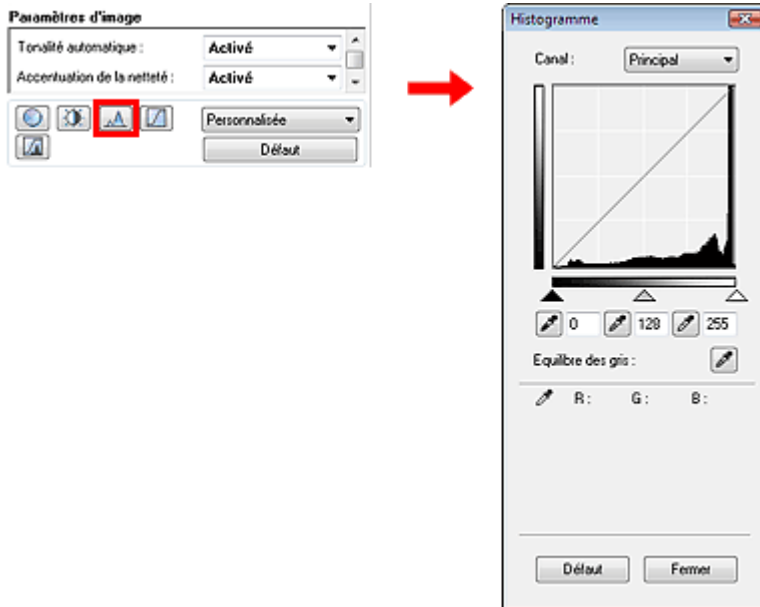 Paramètres d'image
Tonalité automatique : Activé
Accentuation de la netteté : Activé
Personnalisée
Défaut
Histogramme
Canal : Principal
0 128 255
Equilibre des gris :
R : G : B :
Défaut Fermer